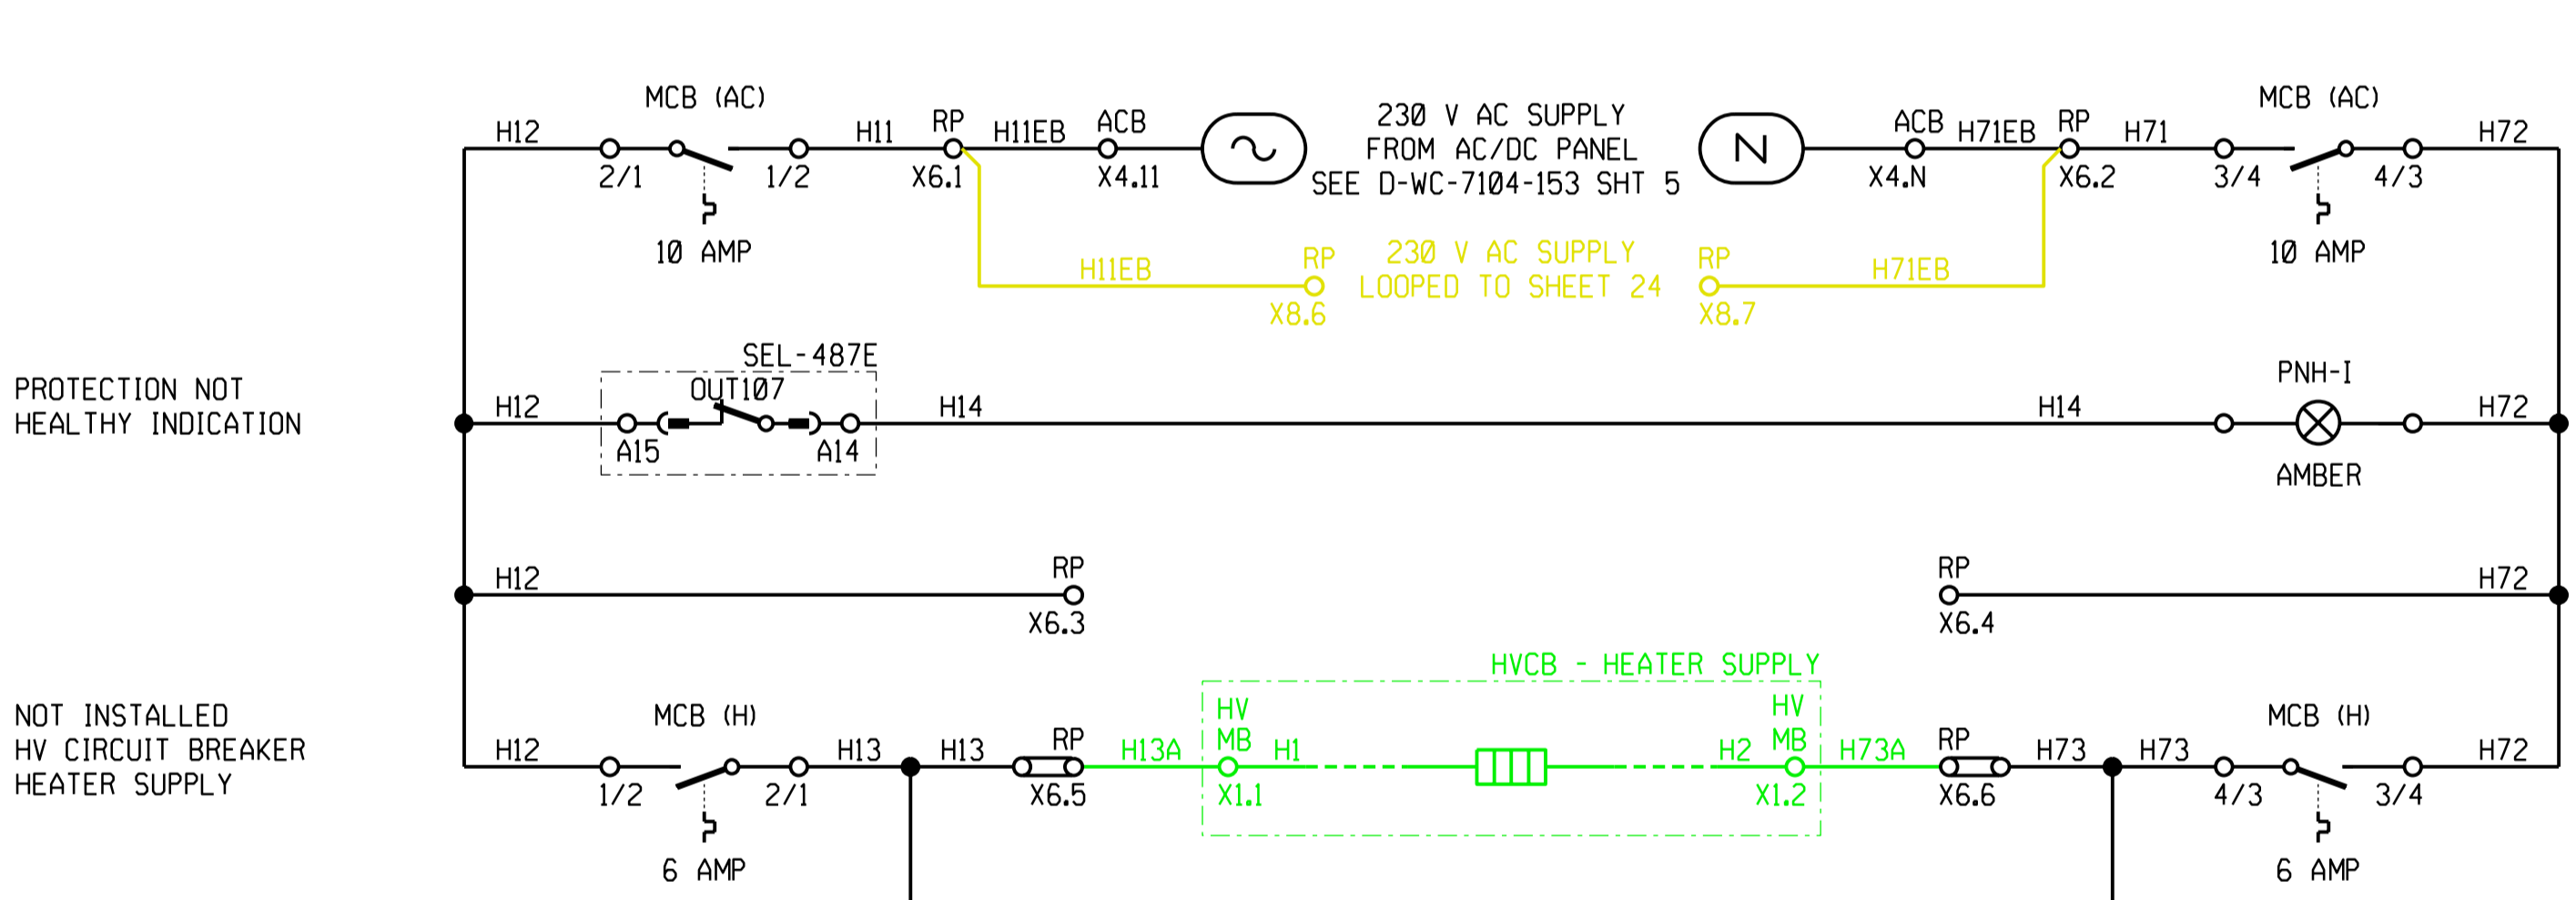 MCB (AC)
H12
2/1
1/2
10 AMP
H11
RP
X6.1
H11EB
ACB
X4.11
230 V AC SUPPLY
FROM AC/DC PANEL
SEE D-WC-7104-153 SHT 5
N
ACB
X4.N
H71EB
RP
X6.2
H71
MCB (AC)
3/4
4/3
10 AMP
H72
H11EB
RP
X8.6
230 V AC SUPPLY
LOOPED TO SHEET 24
RP
X8.7
H71EB
PROTECTION NOT
HEALTHY INDICATION
H12
SEL-487E
OUT107
A15
A14
H14
H14
PNH-I
AMBER
H72
H12
RP
X6.3
RP
X6.4
H72
NOT INSTALLED
HV CIRCUIT BREAKER
HEATER SUPPLY
H12
MCB (H)
1/2
2/1
6 AMP
H13
H13
RP
X6.5
H13A
HVCB - HEATER SUPPLY
HV
MB
X1.1
H1
H2
HV
MB
X1.2
H73A
RP
X6.6
H73
H73
MCB (H)
4/3
3/4
6 AMP
H72